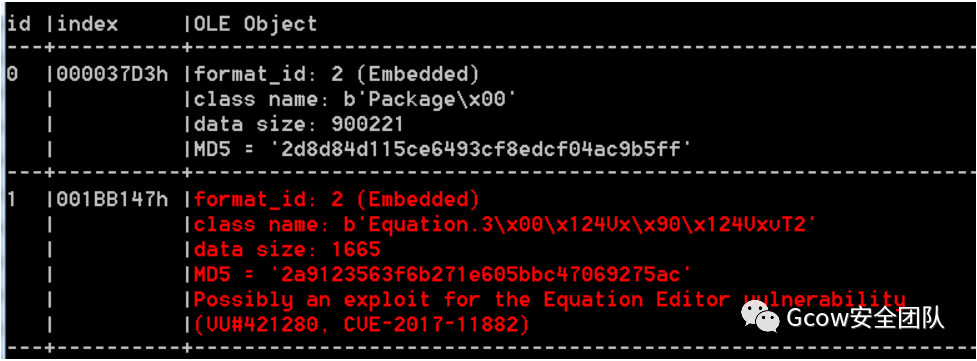 id |index |OLE Object
---+----------+----------------------------------------------------------------
0 |000037D3h |format_id: 2 (Embedded)
| |class name: b'Package\x00'
| |data size: 900221
| |MD5 = '2d8d84d115ce6493cf8edcf04ac9b5ff'
---+----------+----------------------------------------------------------------
1 |001BB147h |format_id: 2 (Embedded)
| |class name: b'Equation.3\x00\x124Vx\x90\x124VxvT2'
| |data size: 1665
| |MD5 = '2a9123563f6b271e605bbc47069275ac'
| |Possibly an exploit for the Equation Editor vulnerability
| |(VU#421280, CVE-2017-11882)
---+----------+----------------------------------------------------------------
Gcow安全团队